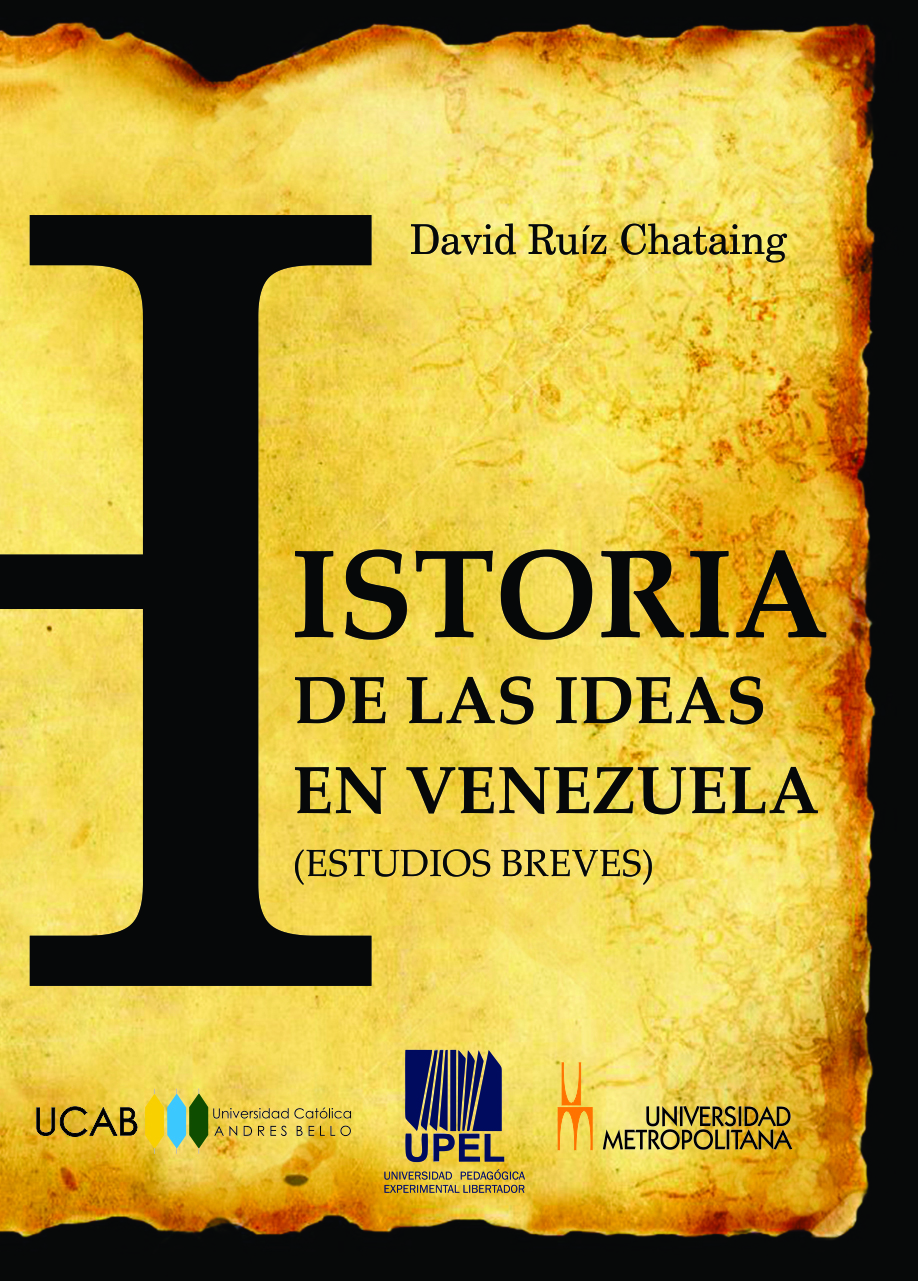 David Ruíz Chataing
HISTORIA
DE LAS IDEAS
EN VENEZUELA
(ESTUDIOS BREVES)
UCAB
Universidad Católica
ANDRES BELLO
UPEL
UNIVERSIDAD PEDAGÓGICA
EXPERIMENTAL LIBERTADOR
UNIVERSIDAD
METROPOLITANA